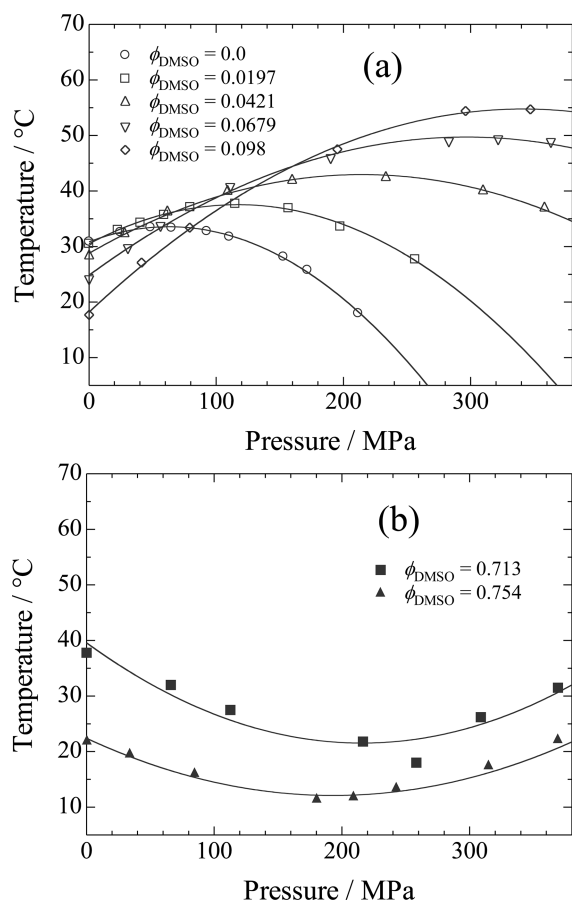 70
60
50
40
30
20
10
Temperature / °C
ϕDMSO = 0.0
ϕDMSO = 0.0197
ϕDMSO = 0.0421
ϕDMSO = 0.0679
ϕDMSO = 0.098
(a)
0 100 200 300
Pressure / MPa
70
60
50
40
30
20
10
Temperature / °C
(b)
ϕDMSO = 0.713
ϕDMSO = 0.754
0 100 200 300
Pressure / MPa